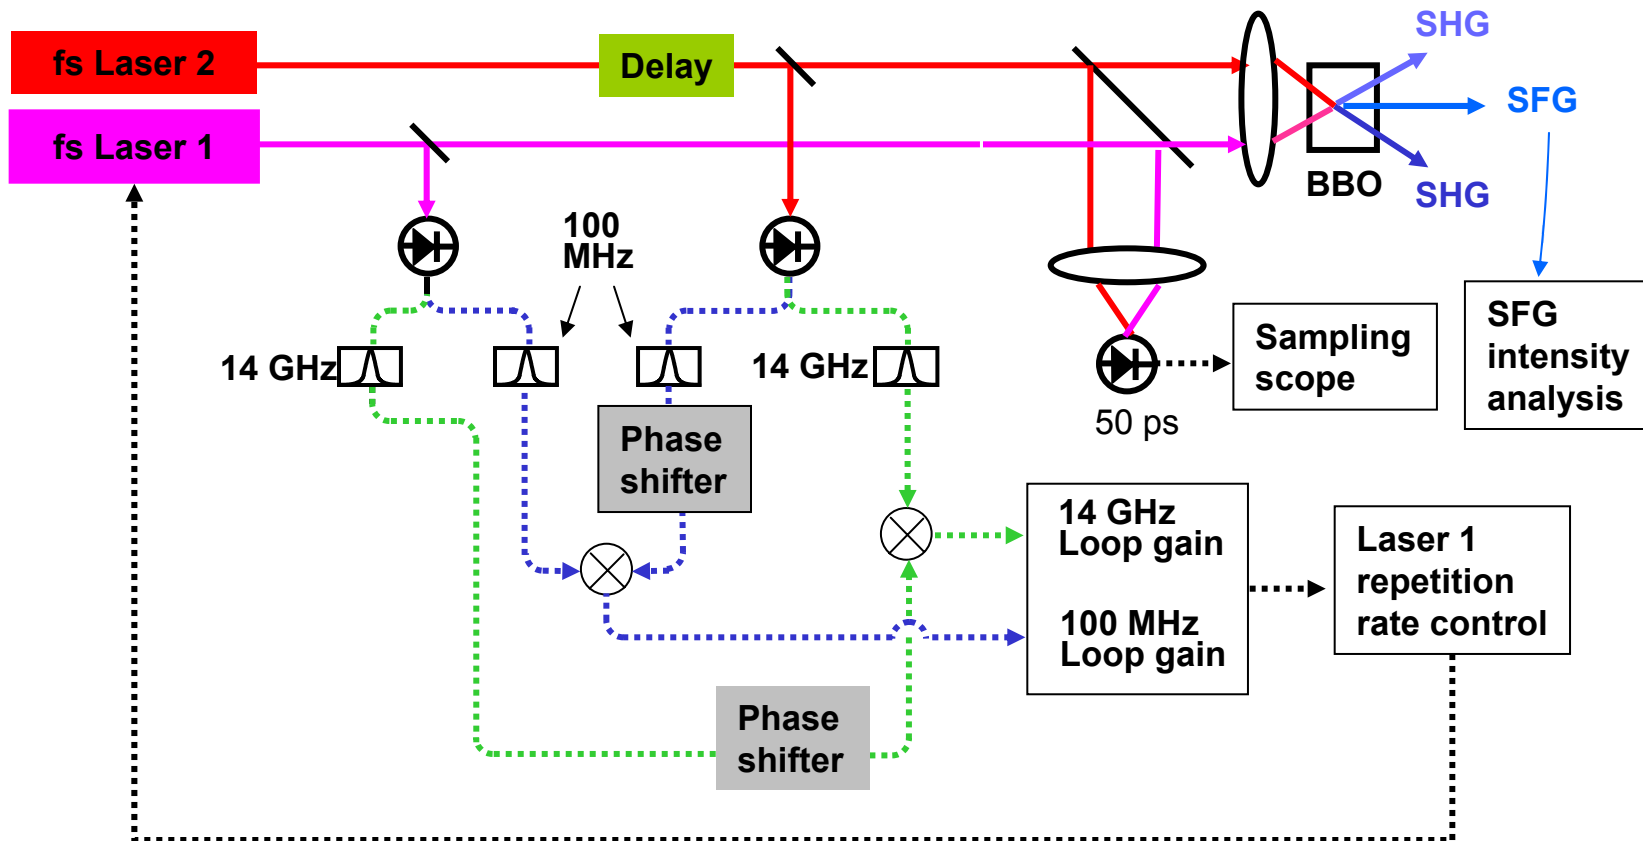 SHG
fs Laser 2
Delay
SFG
fs Laser 1
BBO
SHG
100
MHz
14 GHz
14 GHz
Sampling
scope
SFG
intensity
analysis
50 ps
Phase
shifter
14 GHz
Loop gain
100 MHz
Loop gain
Laser 1
repetition
rate control
Phase
shifter